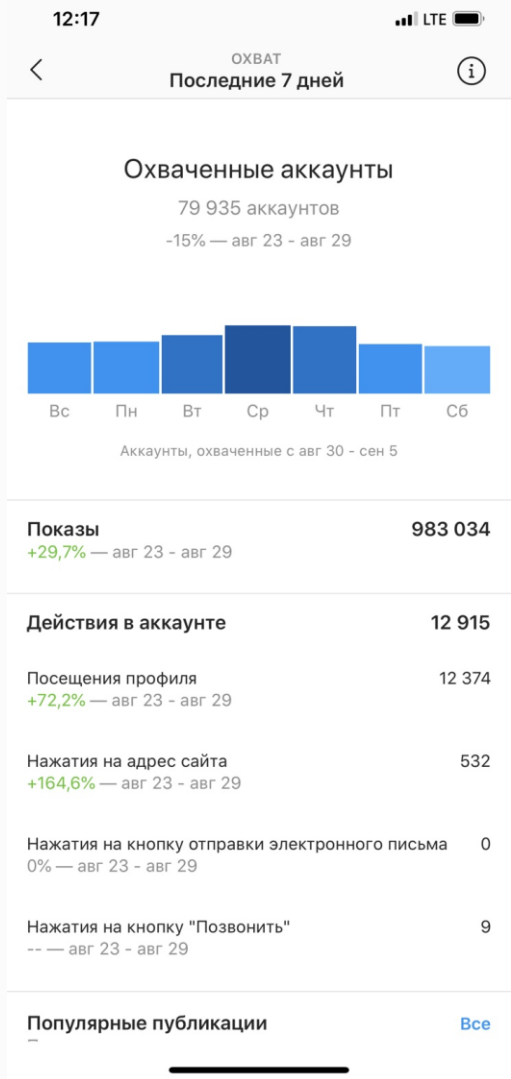 12:17 LTE
ОХВАТ
Последние 7 дней
Охваченные аккаунты
79 935 аккаунтов
-15% — авг 23 - авг 29
Вс Пн Вт Ср Чт Пт Сб
Аккаунты, охваченные с авг 30 - сен 5
Показы 983 034
+29,7% — авг 23 - авг 29
Действия в аккаунте 12 915
Посещения профиля 12 374
+72,2% — авг 23 - авг 29
Нажатия на адрес сайта 532
+164,6% — авг 23 - авг 29
Нажатия на кнопку отправки электронного письма 0
0% — авг 23 - авг 29
Нажатия на кнопку "Позвонить" 9
-- — авг 23 - авг 29
Популярные публикации Все